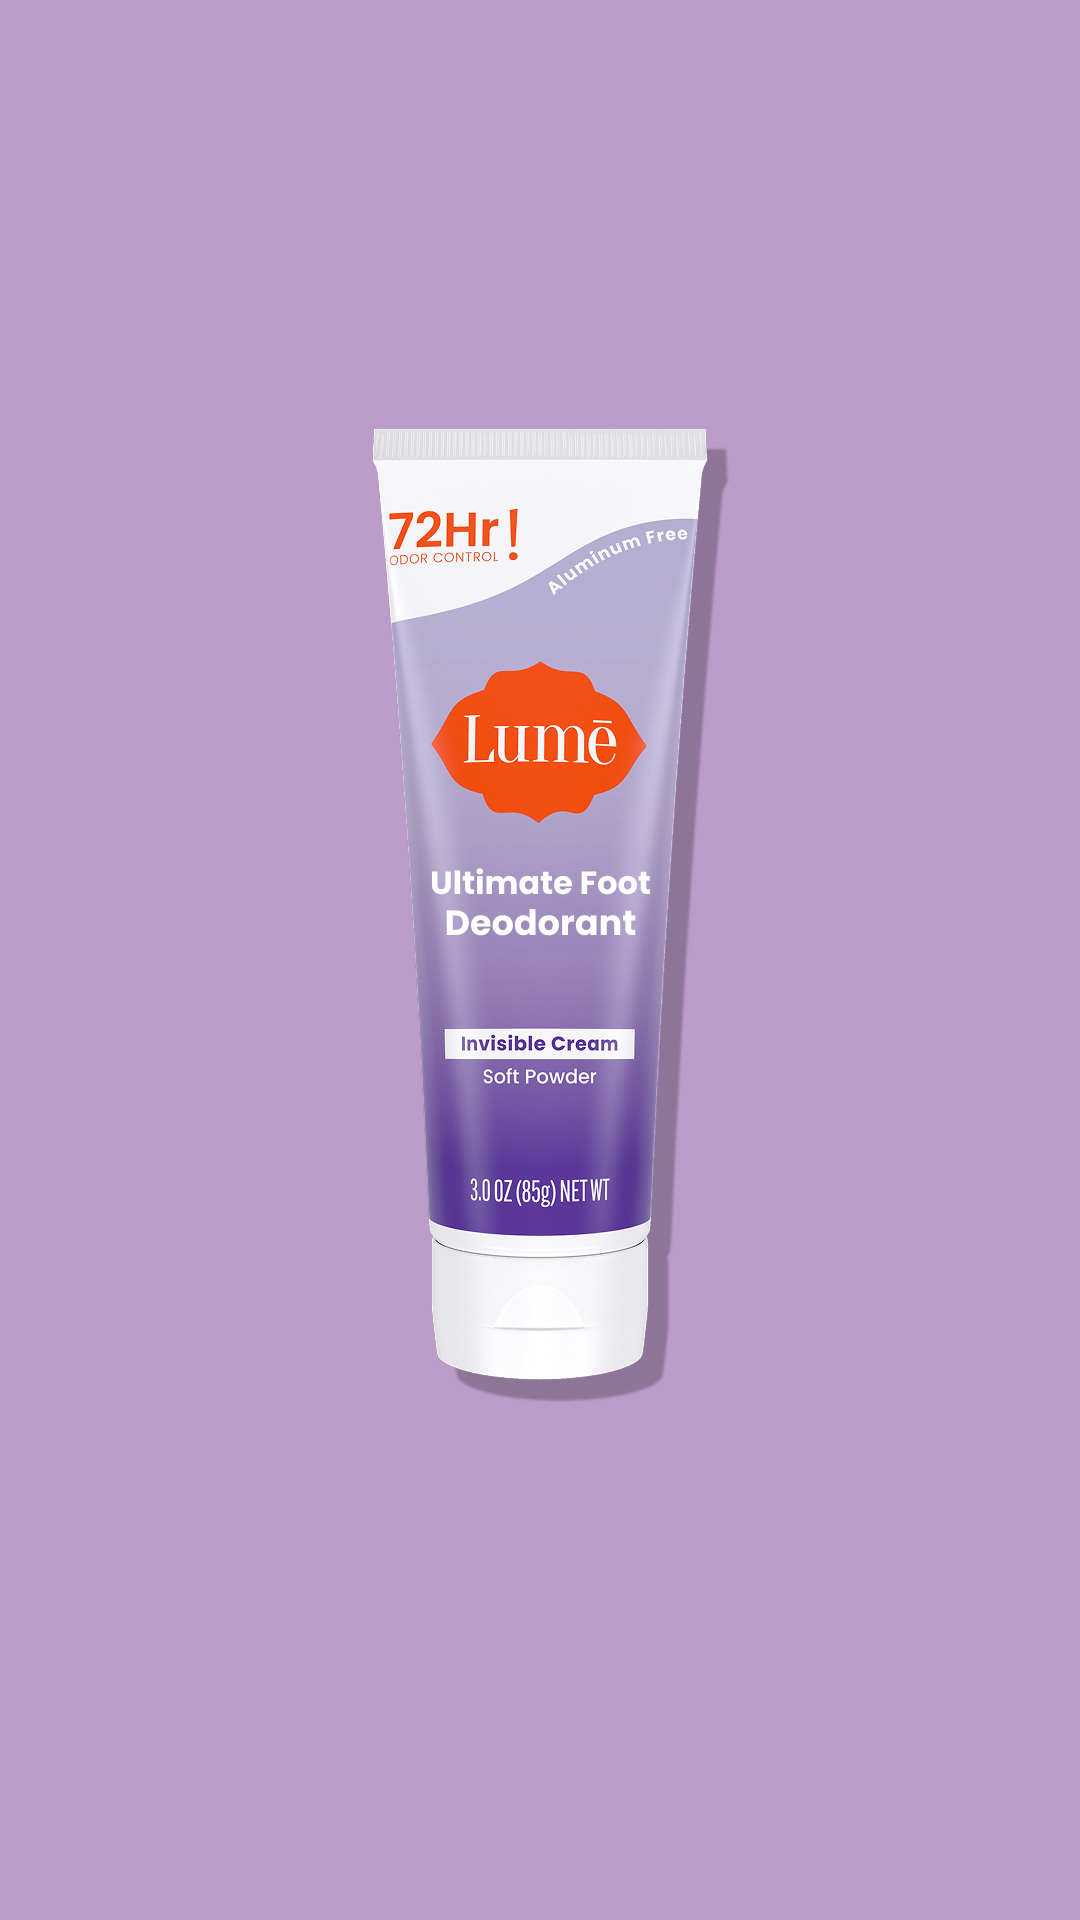 72Hr!
ODOR CONTROL
Aluminum Free
Lumē
Ultimate Foot
Deodorant
Invisible Cream
Soft Powder
3.0 OZ (85g) NET WT